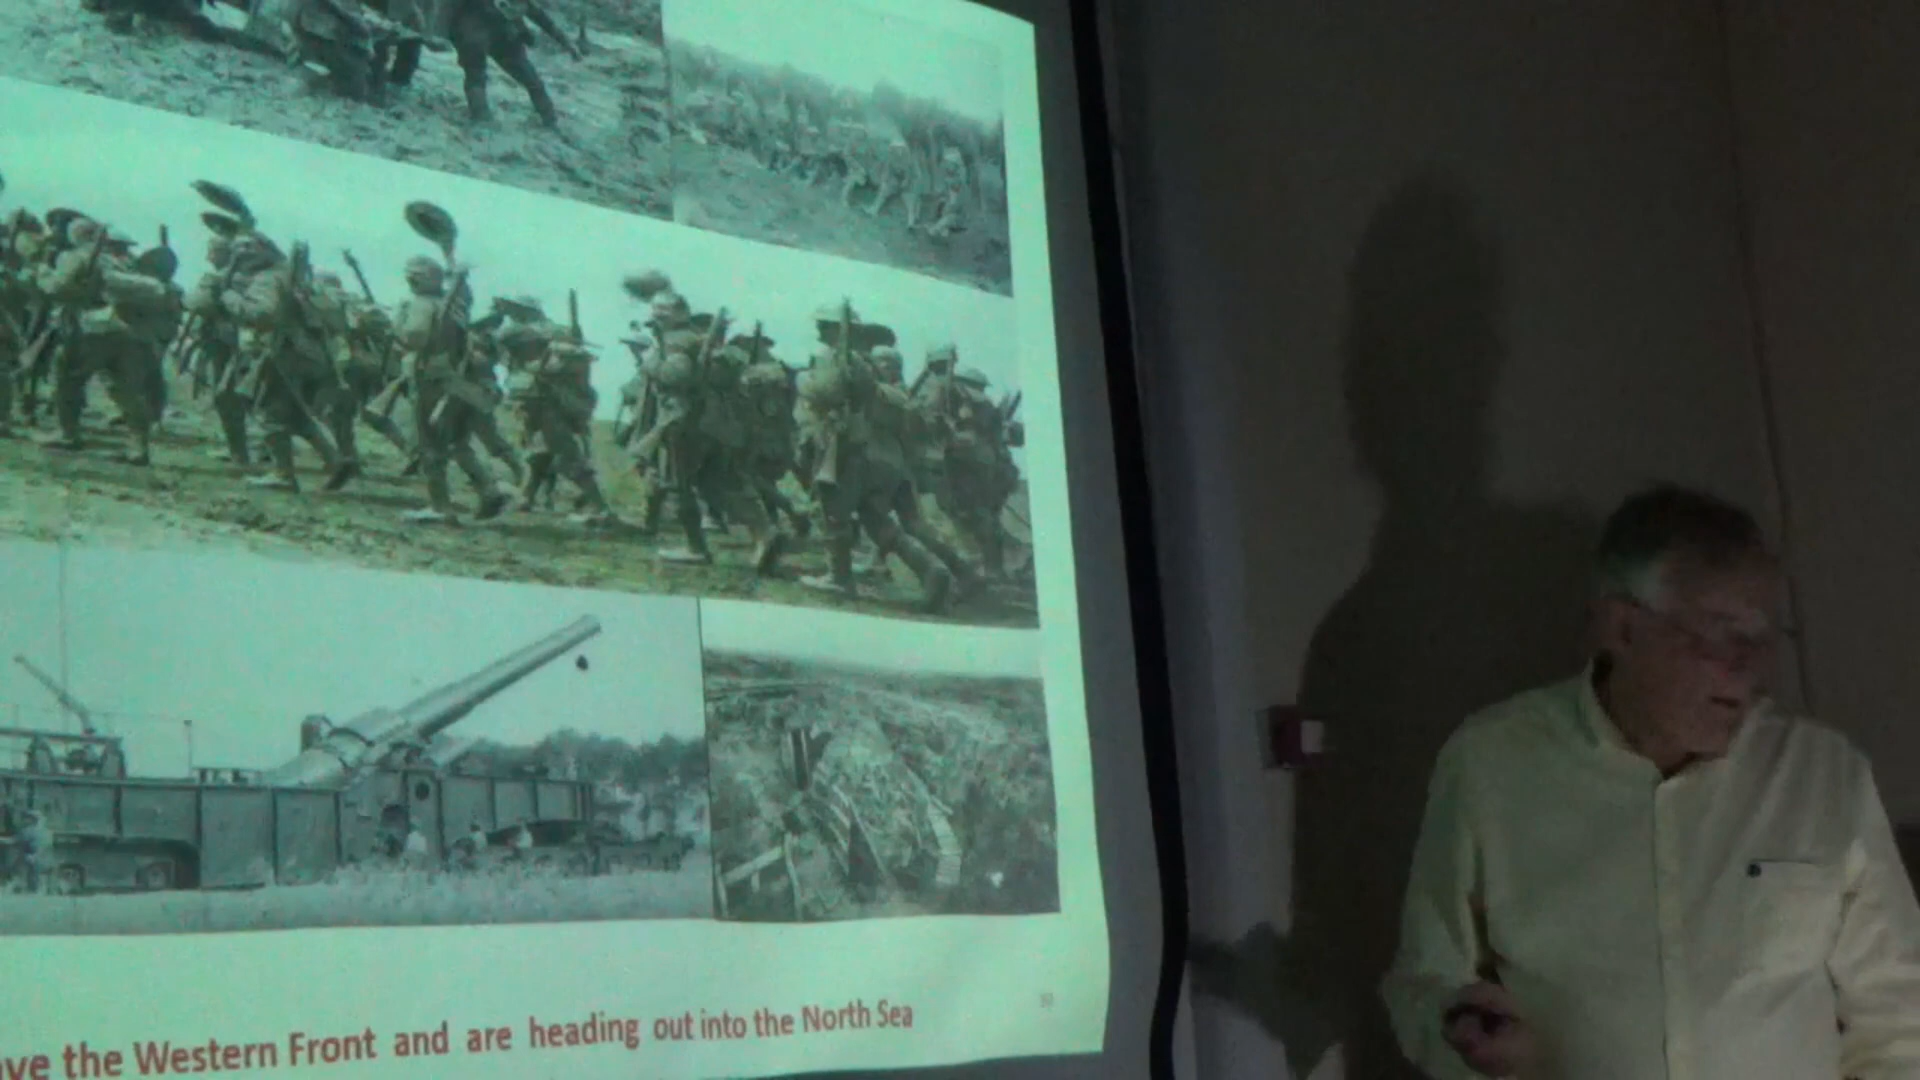 the Western Front and are heading out into the North Sea